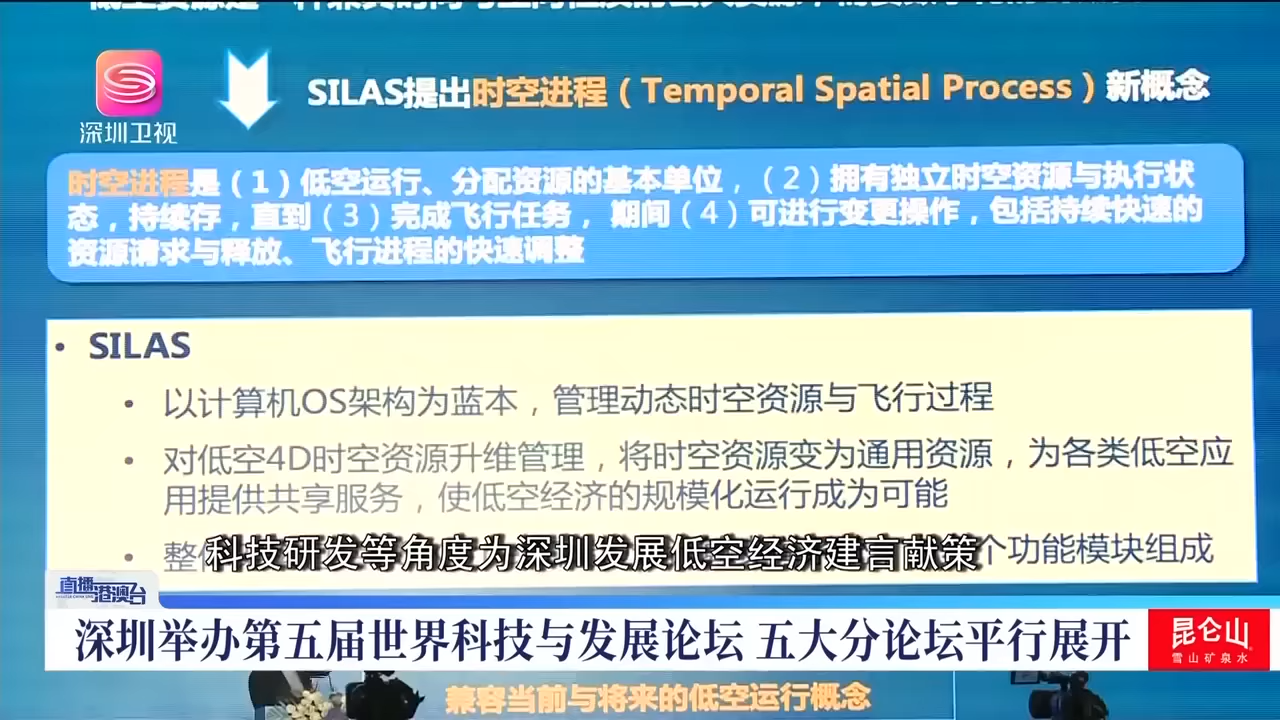 SILAS提出时空进程（Temporal Spatial Process）新概念
深圳卫视
时空进程是（1）低空运行、分配资源的基本单位，（2）拥有独立时空资源与执行状
态，持续存，直到（3）完成飞行任务， 期间（4）可进行变更操作，包括持续快速的
资源请求与释放、飞行进程的快速调整
• SILAS
• 以计算机OS架构为蓝本，管理动态时空资源与飞行过程
• 对低空4D时空资源升维管理，将时空资源变为通用资源，为各类低空应
用提供共享服务，使低空经济的规模化运行成为可能
• 整 个功能模块组成
科技研发等角度为深圳发展低空经济建言献策
直播港澳台
深圳举办第五届世界科技与发展论坛 五大分论坛平行展开
昆仑山
雪山矿泉水
兼容当前与将来的低空运行概念